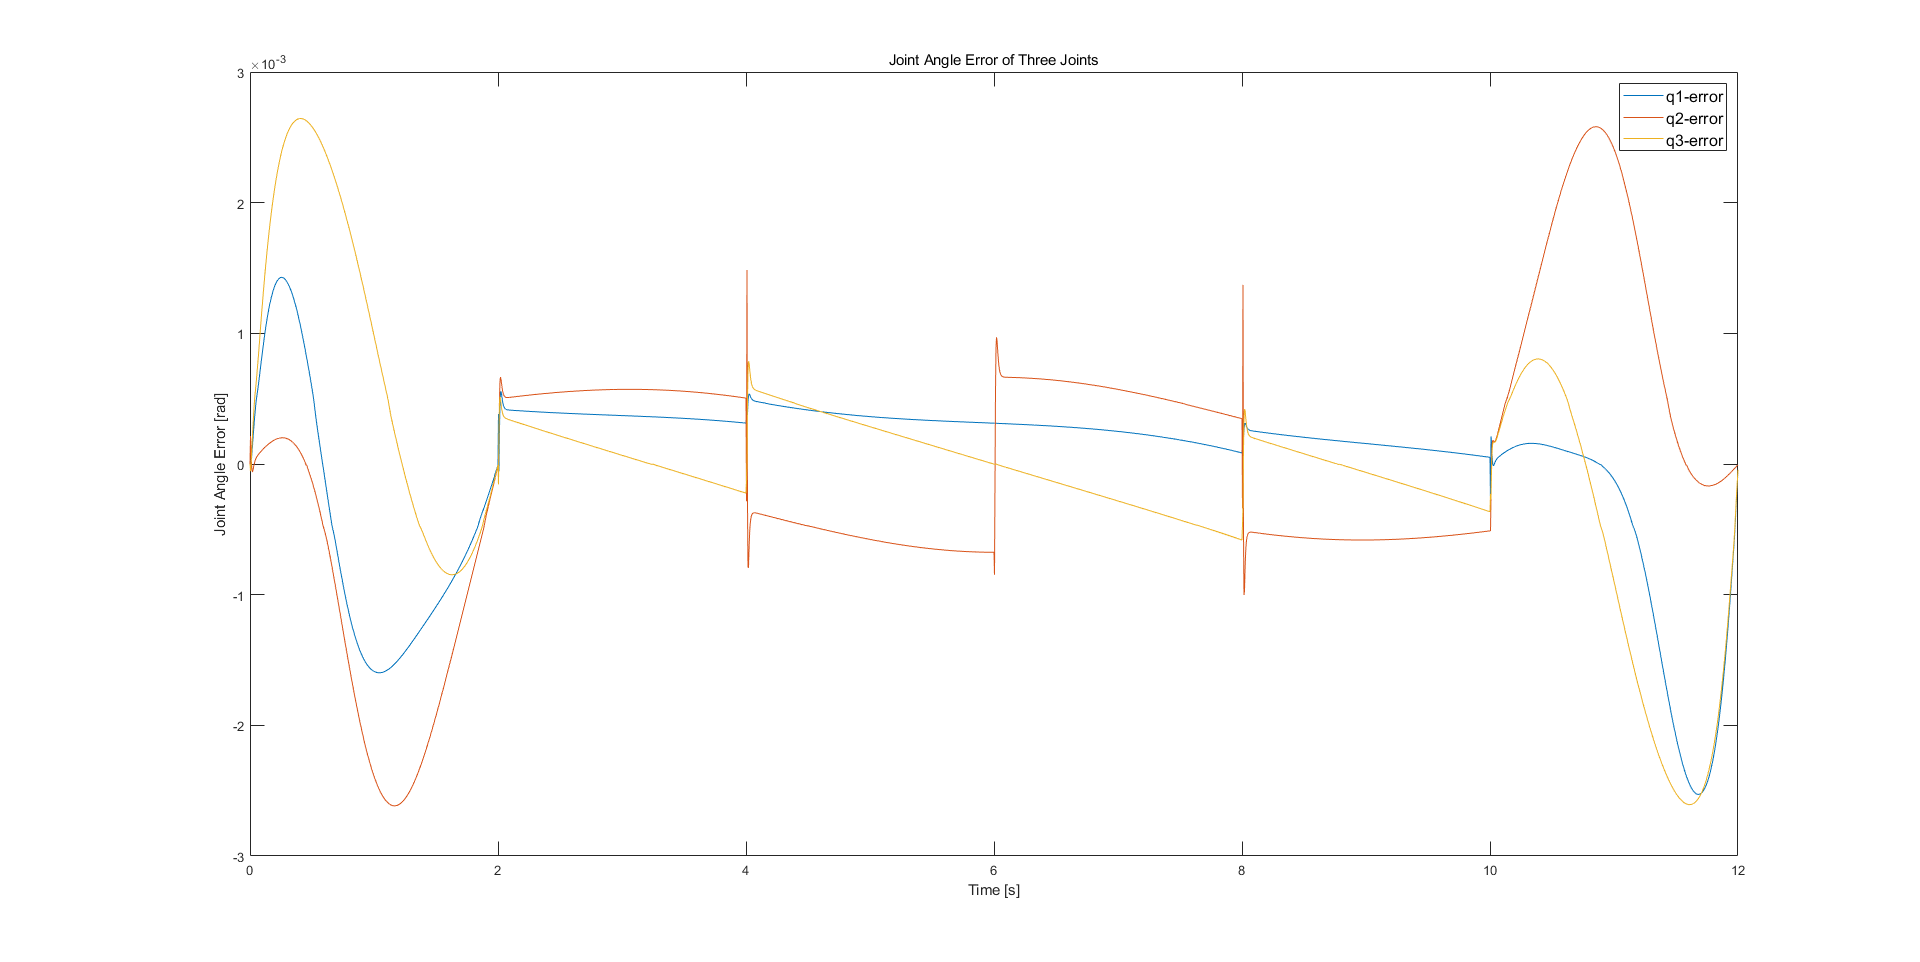 Joint Angle Error of Three Joints
×10-3
3
2
1
0
-1
-2
-3
Joint Angle Error [rad]
q1-error
q2-error
q3-error
0 2 4 6 8 10 12
Time [s]